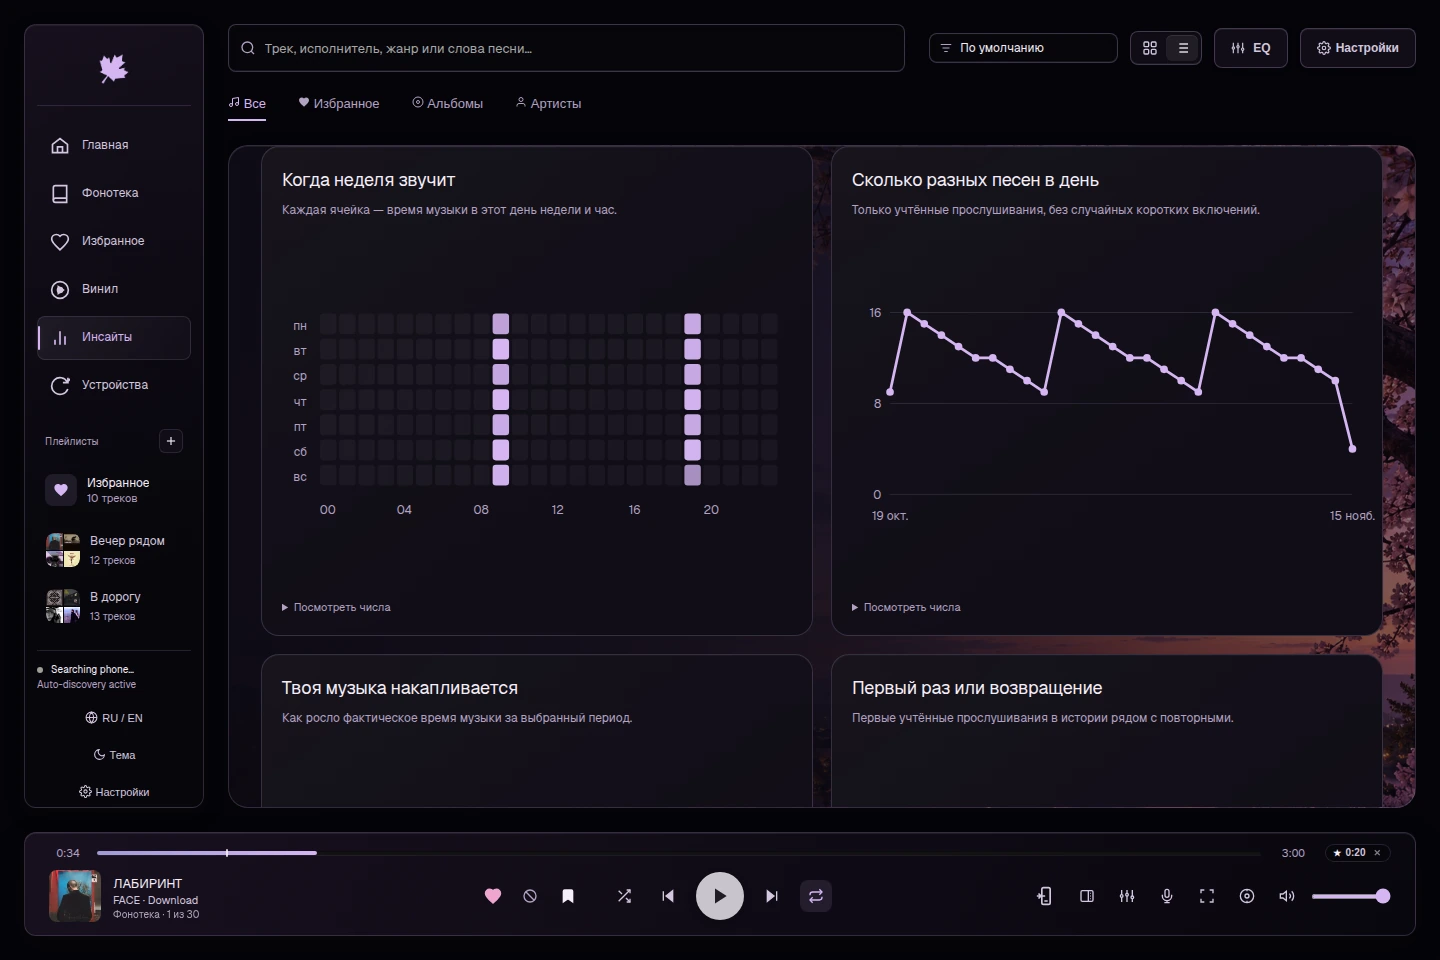 Трек, исполнитель, жанр или слова песни...
По умолчанию
EQ
Настройки
Все
Избранное
Альбомы
Артисты
Главная
Фонотека
Избранное
Винил
Инсайты
Устройства
Плейлисты
Избранное
10 треков
Вечер рядом
12 треков
В дорогу
13 треков
Searching phone...
Auto-discovery active
RU / EN
Тема
Настройки
Когда неделя звучит
Каждая ячейка — время музыки в этот день недели и час.
пн
вт
ср
чт
пт
сб
вс
00 04 08 12 16 20
Посмотреть числа
Сколько разных песен в день
Только учтённые прослушивания, без случайных коротких включений.
16
8
0
19 окт. 15 нояб.
Посмотреть числа
Твоя музыка накапливается
Как росло фактическое время музыки за выбранный период.
Первый раз или возвращение
Первые учтённые прослушивания в истории рядом с повторными.
0:34
3:00
★ 0:20 ×
ЛАБИРИНТ
FACE · Download
Фонотека · 1 из 30